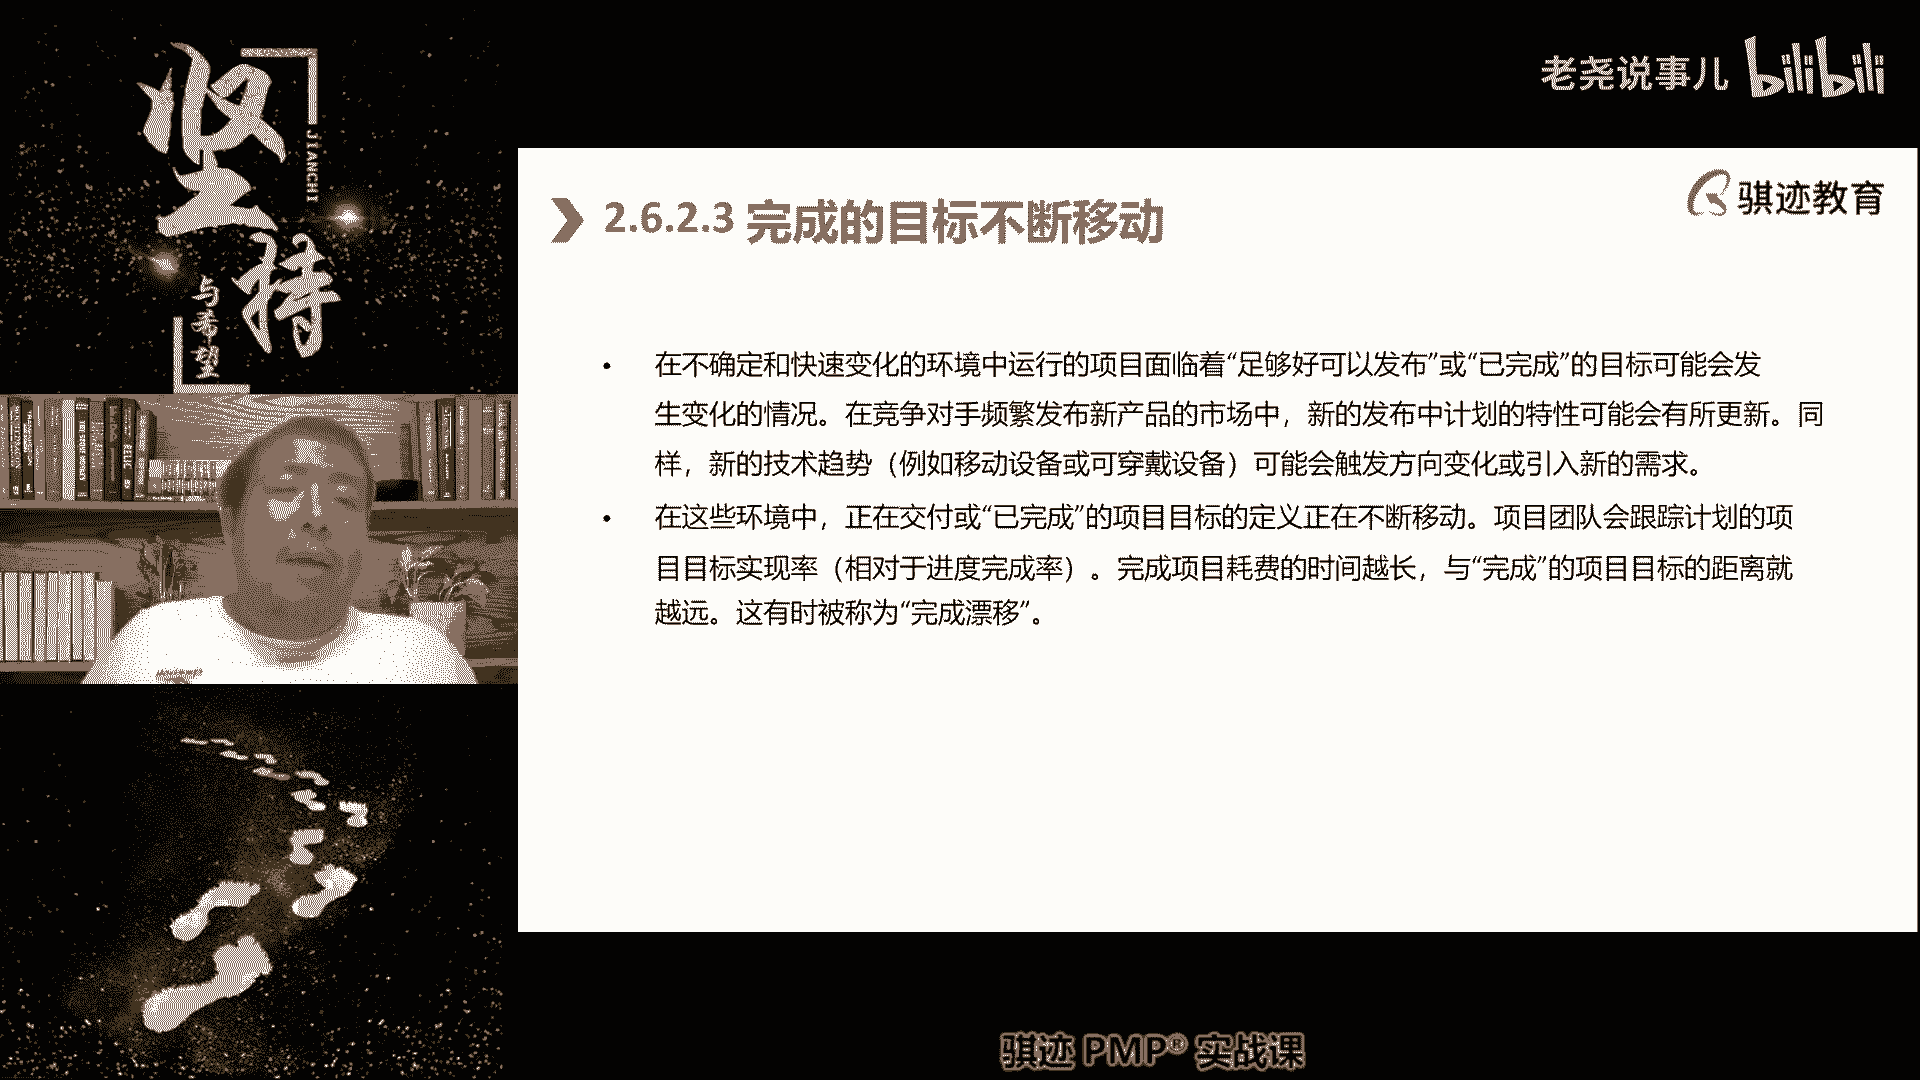 坚持
JIANCHI
与希望
老尧说事儿 bilibili
骐迹教育
2.6.2.3 完成的目标不断移动
• 在不确定和快速变化的环境中运行的项目面临着“足够好可以发布”或“已完成”的目标可能会发
生变化的情况。在竞争对手频繁发布新产品的市场中，新的发布中计划的特性可能会有所更新。同
样，新的技术趋势（例如移动设备或可穿戴设备）可能会触发方向变化或引入新的需求。
• 在这些环境中，正在交付或“已完成”的项目目标的定义正在不断移动。项目团队会跟踪计划的项
目目标实现率（相对于进度完成率）。完成项目耗费的时间越长，与“完成”的项目目标的距离就
越远。这有时被称为“完成漂移”。
骐迹 PMP® 实战课